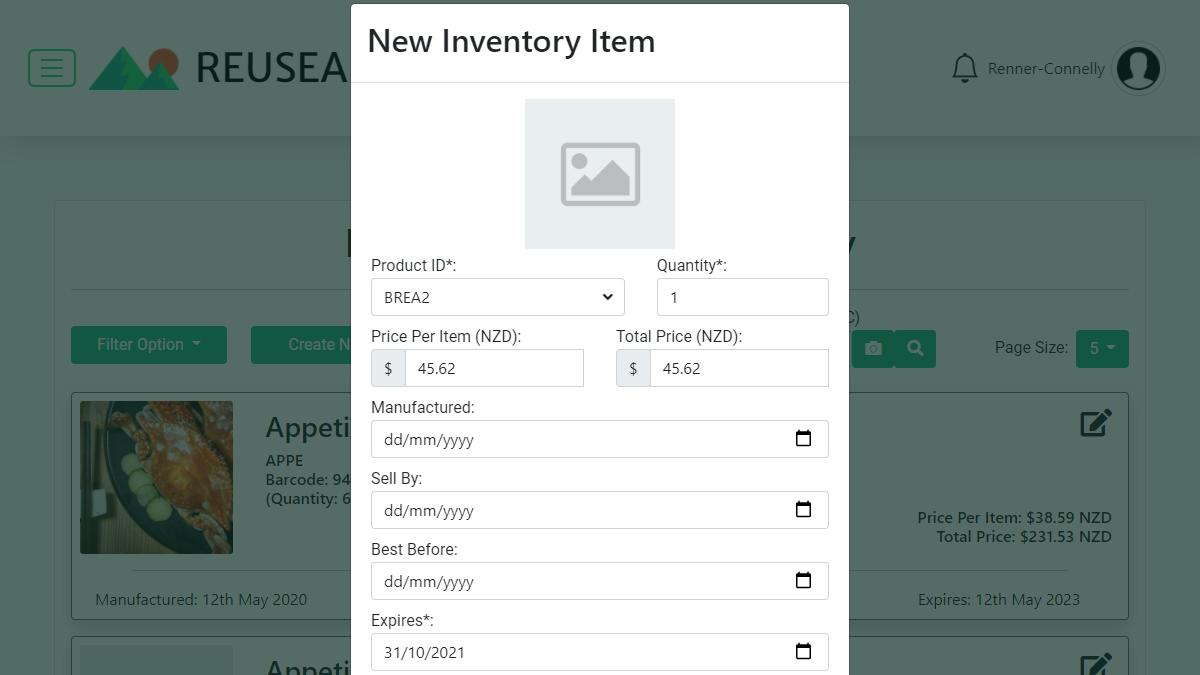 New Inventory Item
REUSEA
Renner-Connelly
Product ID*:
Quantity*:
BREA2
1
Price Per Item (NZD):
Total Price (NZD):
$ 45.62
$ 45.62
Filter Option
Create N
Page Size: 5
Manufactured:
dd/mm/yyyy
Sell By:
dd/mm/yyyy
Best Before:
dd/mm/yyyy
Expires*:
31/10/2021
Appeti
APPE
Barcode: 94
(Quantity: 6
Price Per Item: $38.59 NZD
Total Price: $231.53 NZD
Manufactured: 12th May 2020
Expires: 12th May 2023
Appeti